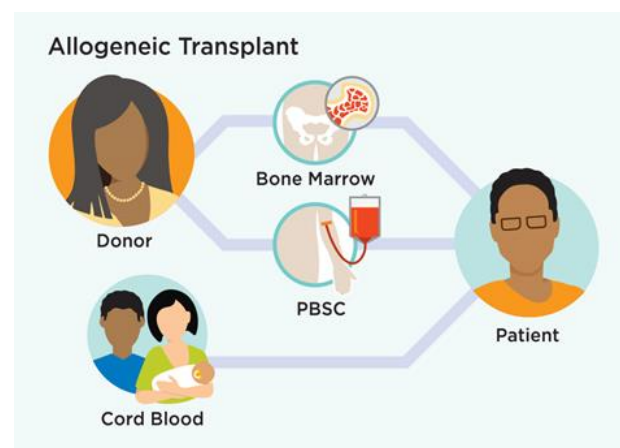 Allogeneic Transplant
Bone Marrow
Donor
PBSC
Patient
Cord Blood